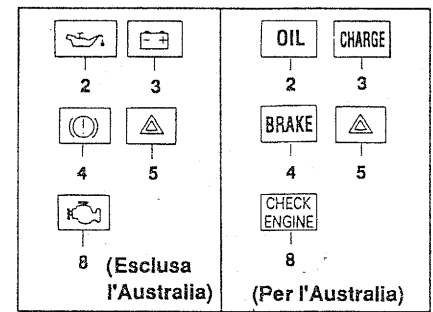 2 3
4 5
8 (Esclusa
l'Australia)
OIL CHARGE
2 3
BRAKE
4 5
CHECK
ENGINE
8
(Per l'Australia)